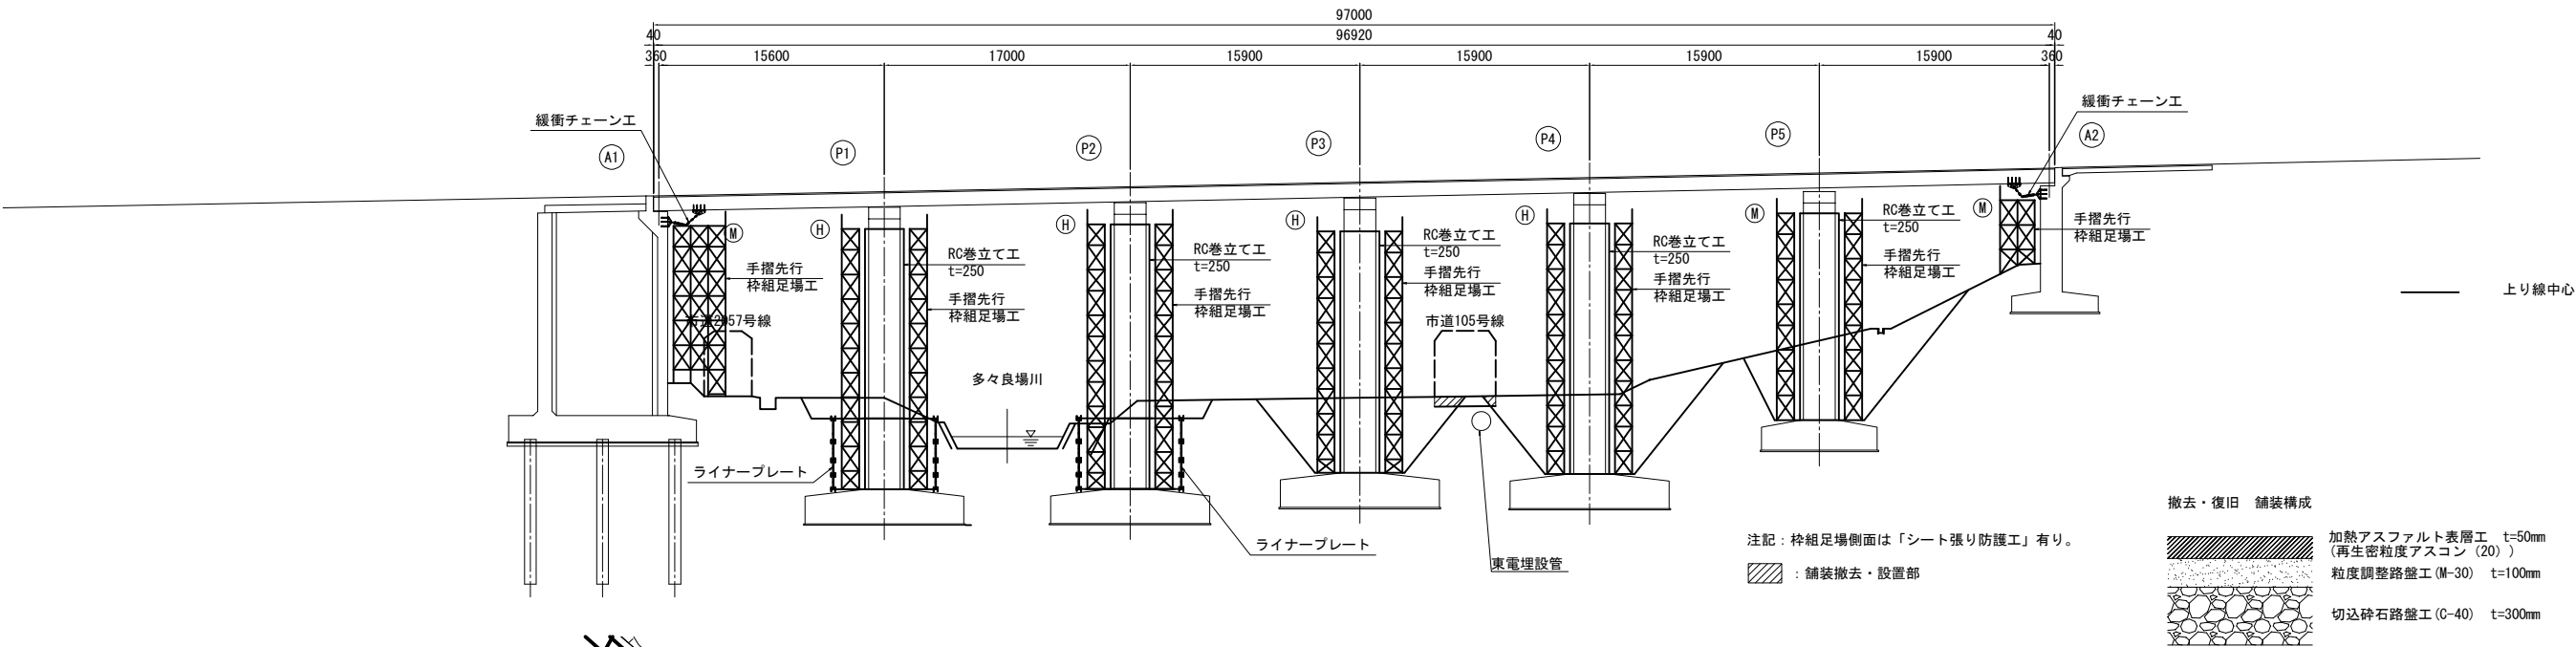 97000
40
96920
40
360
15600
17000
15900
15900
15900
15900
360
緩衝チェーン工
緩衝チェーン工
A1
P1
P2
P3
P4
P5
A2
M
H
H
H
H
M
M
手摺先行
枠組足場工
RC巻立て工
t=250
手摺先行
枠組足場工
RC巻立て工
t=250
手摺先行
枠組足場工
RC巻立て工
t=250
手摺先行
枠組足場工
RC巻立て工
t=250
手摺先行
枠組足場工
RC巻立て工
t=250
手摺先行
枠組足場工
手摺先行
枠組足場工
上り線中心
57号線
市道105号線
多々良場川
ライナープレート
ライナープレート
東電埋設管
注記：枠組足場側面は「シート張り防護工」有り。
：舗装撤去・設置部
撤去・復旧　舗装構成
加熱アスファルト表層工　t=50mm
(再生密粒度アスコン（20）)
粒度調整路盤工(M-30)　t=100mm
切込砕石路盤工(C-40)　t=300mm